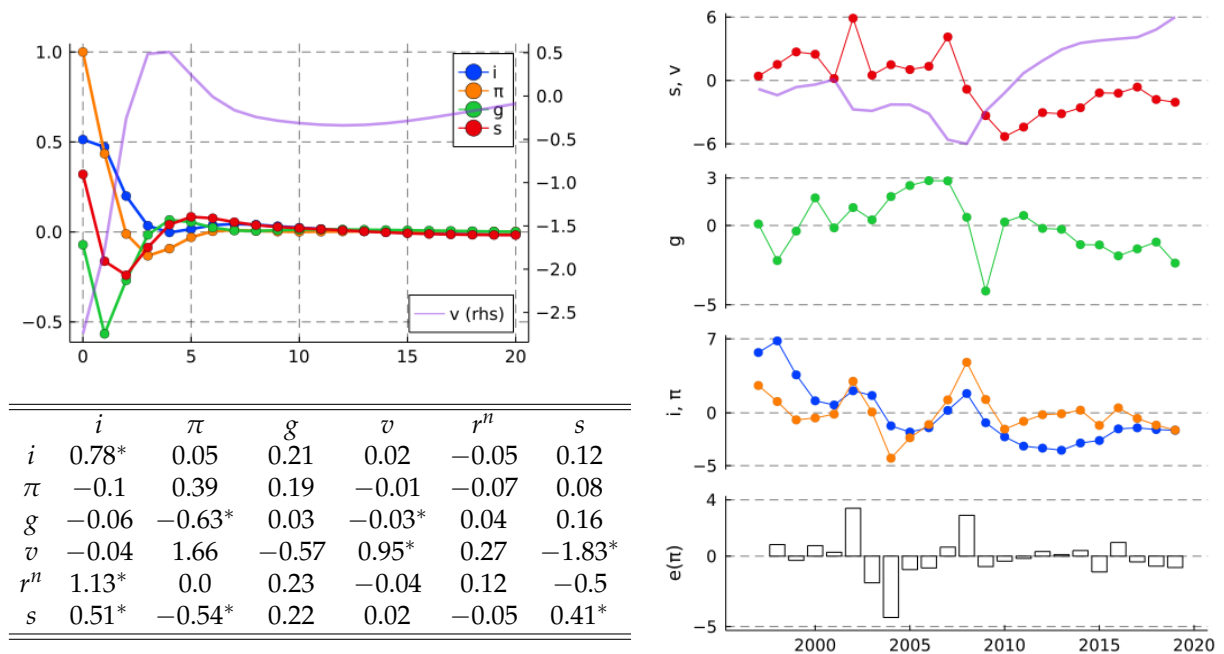 1.0
0.5
0.0
−0.5
0.5
0.0
−0.5
−1.0
−1.5
−2.0
−2.5
i
π
g
s
v (rhs)
0 5 10 15 20
i π g v rⁿ s
i 0.78* 0.05 0.21 0.02 −0.05 0.12
π −0.1 0.39 0.19 −0.01 −0.07 0.08
g −0.06 −0.63* 0.03 −0.03* 0.04 0.16
v −0.04 1.66 −0.57 0.95* 0.27 −1.83*
rⁿ 1.13* 0.0 0.23 −0.04 0.12 −0.5
s 0.51* −0.54* 0.22 0.02 −0.05 0.41*
6
s, v
0
−6
3
0
g
−5
7
i, π
0
−5
4
e(π)
0
−5
2000 2005 2010 2015 2020